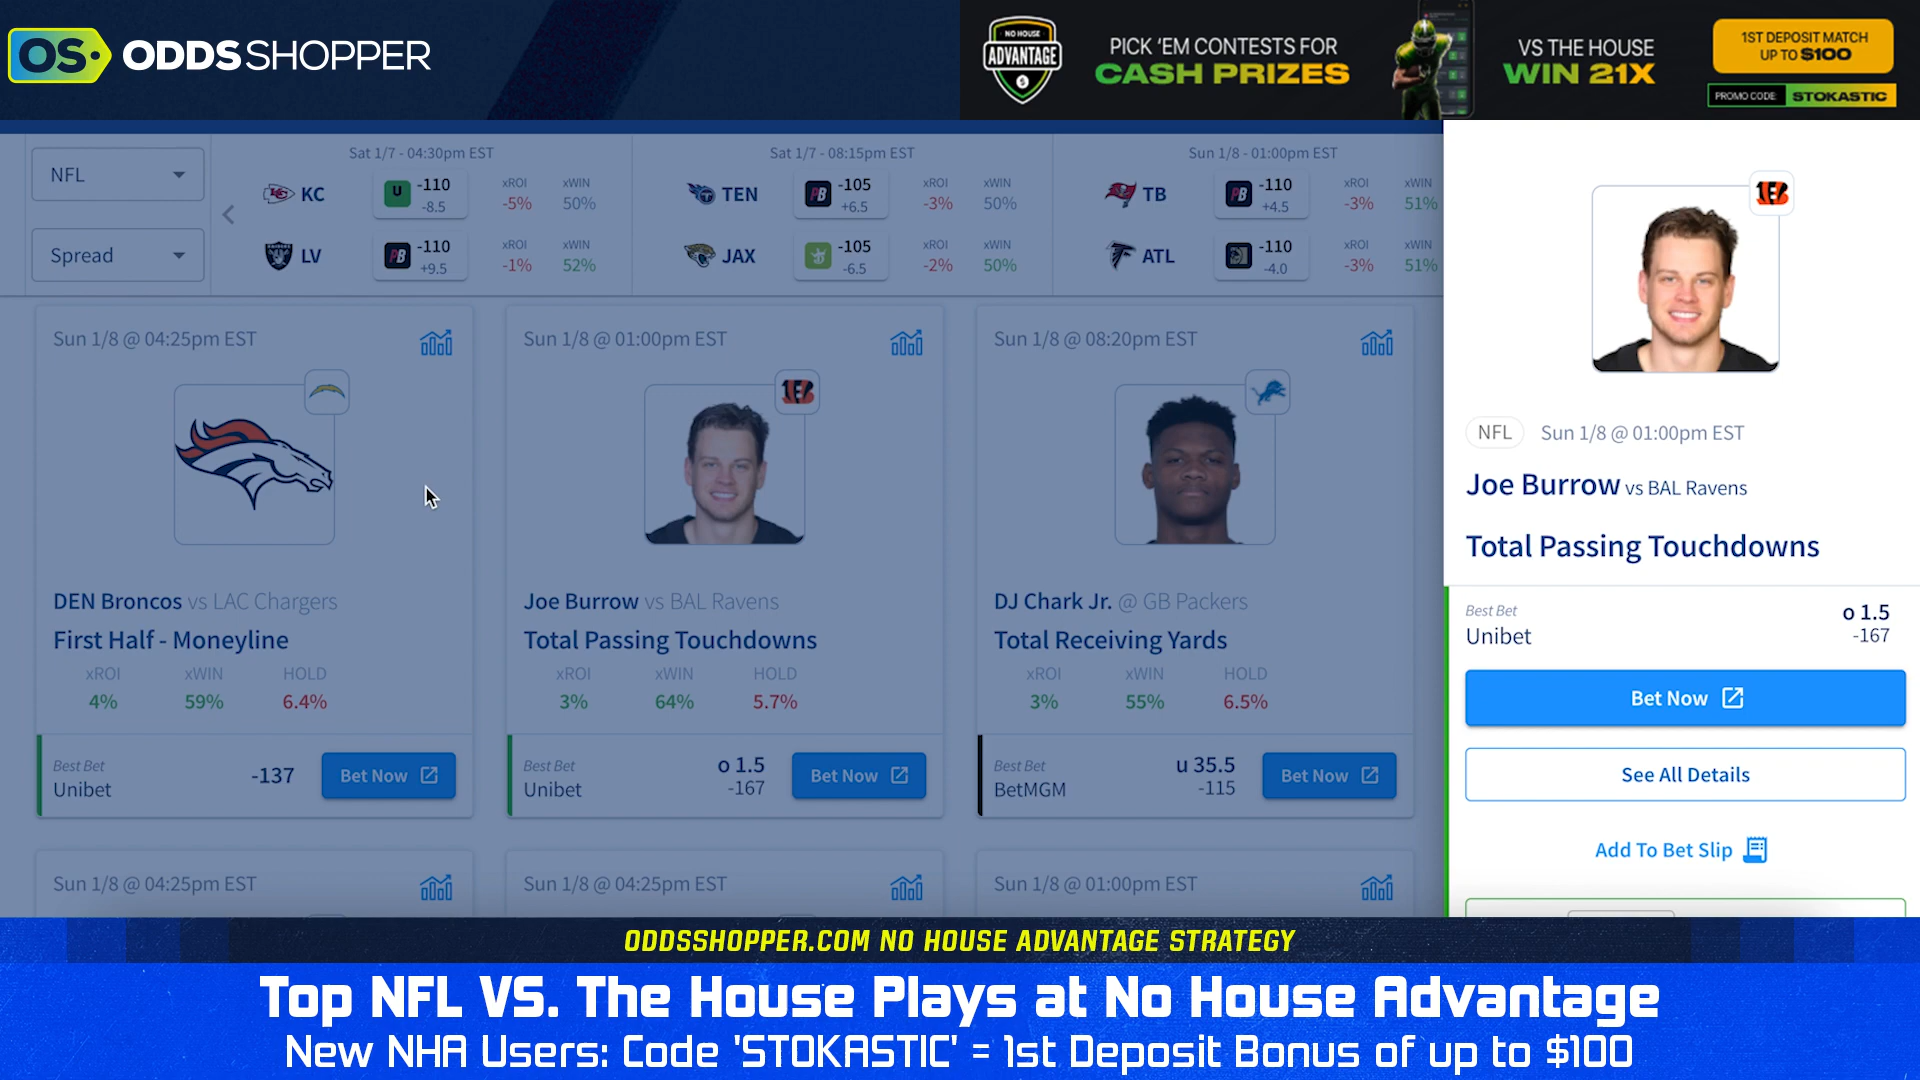 OS ODDSSHOPPER
NO HOUSE
ADVANTAGE
PICK 'EM CONTESTS FOR
CASH PRIZES
VS THE HOUSE
WIN 21X
1ST DEPOSIT MATCH
UP TO $100
PROMO CODE STOKASTIC
NFL
Spread
Sat 1/7 - 04:30pm EST
KC U -110 -8.5 xROI -5% xWIN 50%
LV PB -110 +9.5 xROI -1% xWIN 52%
Sat 1/7 - 08:15pm EST
TEN PB -105 +6.5 xROI -3% xWIN 50%
JAX -105 -6.5 xROI -2% xWIN 50%
Sun 1/8 - 01:00pm EST
TB PB -110 +4.5 xROI -3% xWIN 51%
ATL -110 -4.0 xROI -3% xWIN 51%
Sun 1/8 @ 04:25pm EST
DEN Broncos vs LAC Chargers
First Half - Moneyline
xROI xWIN HOLD
4% 59% 6.4%
Best Bet
Unibet
-137
Bet Now
Sun 1/8 @ 01:00pm EST
Joe Burrow vs BAL Ravens
Total Passing Touchdowns
xROI xWIN HOLD
3% 64% 5.7%
Best Bet
Unibet
o 1.5
-167
Bet Now
Sun 1/8 @ 08:20pm EST
DJ Chark Jr. @ GB Packers
Total Receiving Yards
xROI xWIN HOLD
3% 55% 6.5%
Best Bet
BetMGM
u 35.5
-115
Bet Now
Sun 1/8 @ 04:25pm EST
Sun 1/8 @ 04:25pm EST
Sun 1/8 @ 01:00pm EST
NFL Sun 1/8 @ 01:00pm EST
Joe Burrow vs BAL Ravens
Total Passing Touchdowns
Best Bet
Unibet
o 1.5
-167
Bet Now
See All Details
Add To Bet Slip
ODDSSHOPPER.COM NO HOUSE ADVANTAGE STRATEGY
Top NFL VS. The House Plays at No House Advantage
New NHA Users: Code 'STOKASTIC' = 1st Deposit Bonus of up to $100